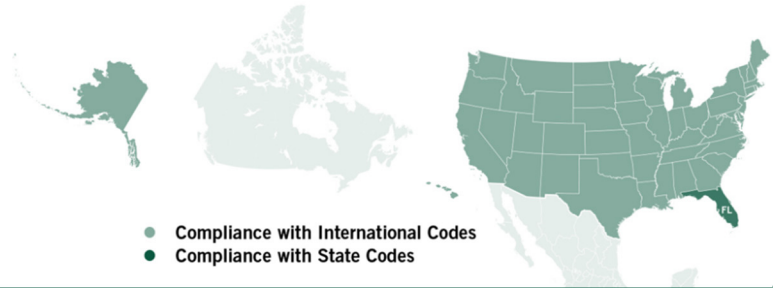 FL
Compliance with International Codes
Compliance with State Codes